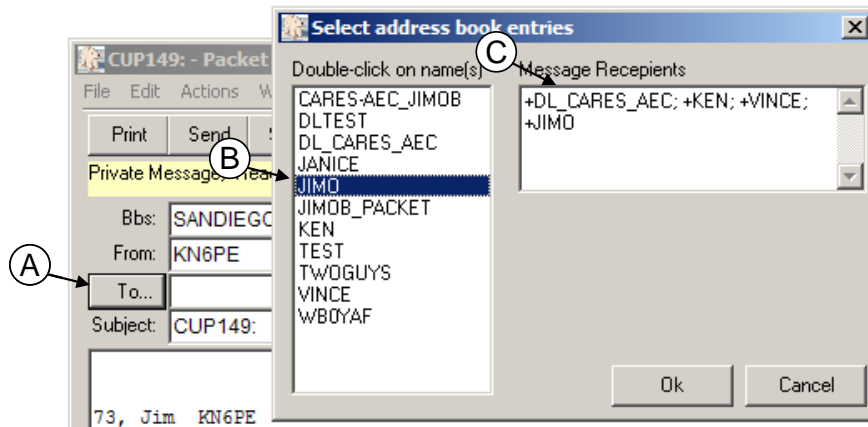 Select address book entries
CUP149: - Packet
File Edit Actions W
Print Send
Private Message,
Bbs: SANDIEGO
From: KN6PE
To...
Subject: CUP149:
73, Jim KN6PE
Double-click on name(s)
CARES-AEC_JIMOB
DLTEST
DL_CARES_AEC
JANICE
JIMO
JIMOB_PACKET
KEN
TEST
TWOGUYS
VINCE
WB0YAF
Message Recepients
+DL_CARES_AEC; +KEN; +VINCE;
+JIMO
Ok Cancel
A
B
C